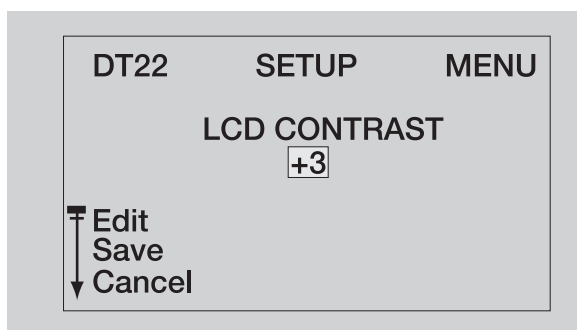 DT22 SETUP MENU
LCD CONTRAST
+3
Edit
Save
Cancel